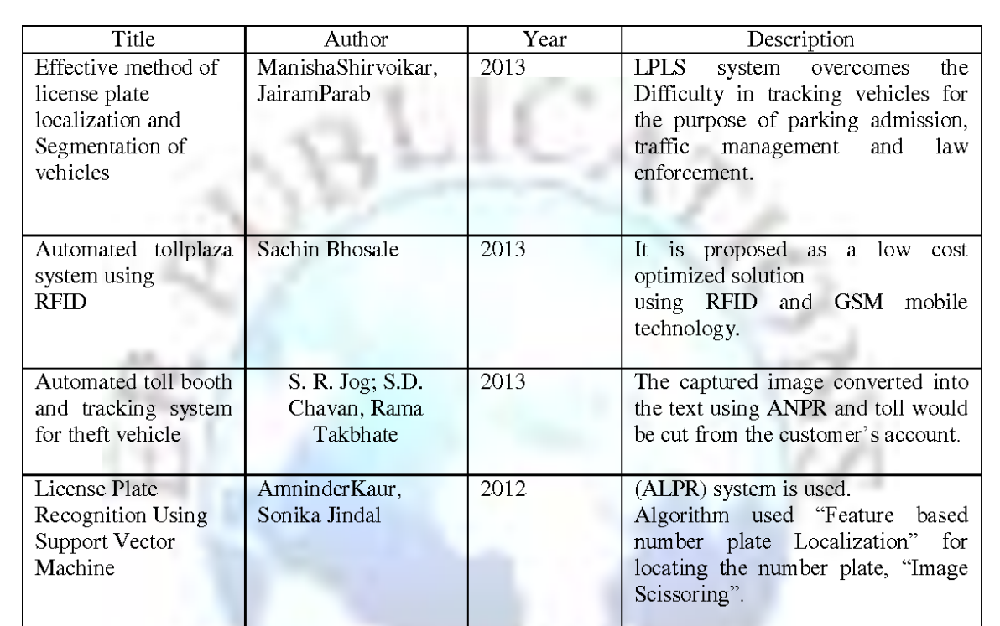 Title Author Year Description
Effective method of
license plate
localization and
Segmentation of
vehicles
ManishaShirvoikar,
JairamParab
2013
LPLS system overcomes the
Difficulty in tracking vehicles for
the purpose of parking admission,
traffic management and law
enforcement.
Automated tollplaza
system using
RFID
Sachin Bhosale
2013
It is proposed as a low cost
optimized solution
using RFID and GSM mobile
technology.
Automated toll booth
and tracking system
for theft vehicle
S. R. Jog; S.D.
Chavan, Rama
Takbhate
2013
The captured image converted into
the text using ANPR and toll would
be cut from the customer’s account.
License Plate
Recognition Using
Support Vector
Machine
AmninderKaur,
Sonika Jindal
2012
(ALPR) system is used.
Algorithm used “Feature based
number plate Localization” for
locating the number plate, “Image
Scissoring”.